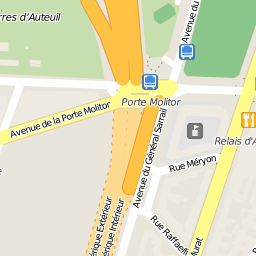 rres d'Auteuil
Avenue du
Porte Molitor
Avenue de la Porte Molitor
Relais d'A
Rue Méryon
Avenue du Général Sarrail
érique Extérieur
érique Intérieur
Rue Raffaëlli
Murat